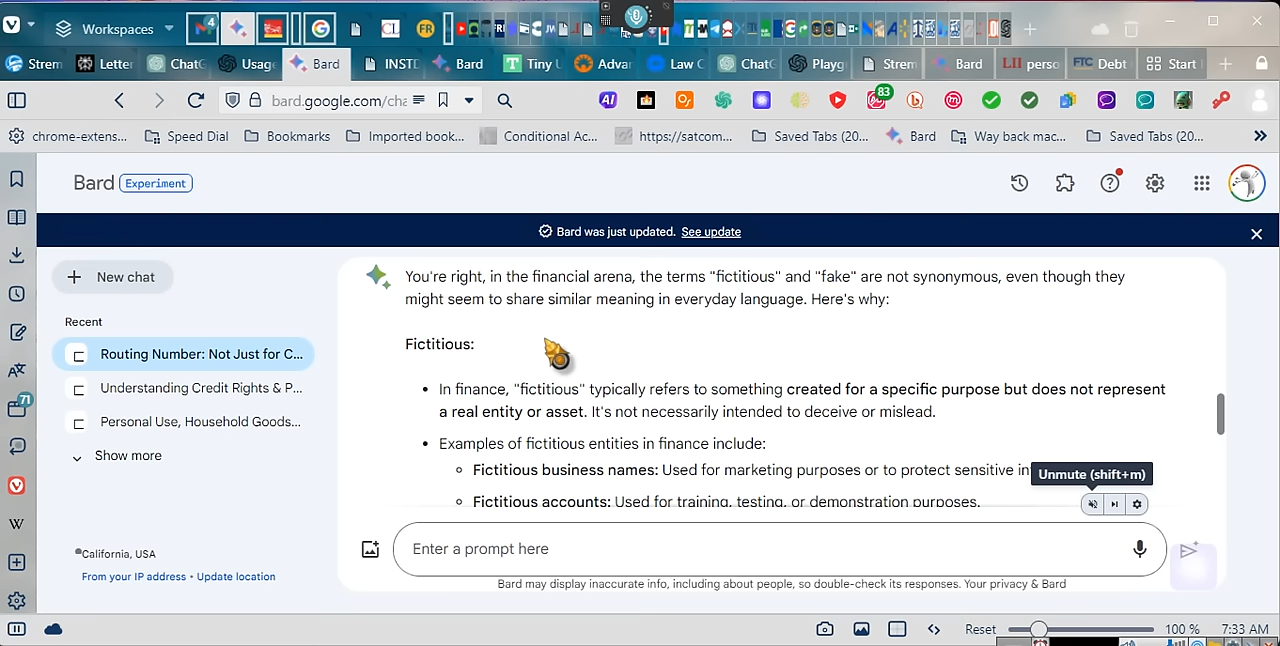 Workspaces
4
CL
FR
Strem
Letter
ChatG
Usage
Bard
INSTD
Bard
Tiny U
Advar
Law C
ChatG
Playg
Strem
Bard
LII perso
FTC Debt
Start
bard.google.com/cha
AI
83
chrome-extens...
Speed Dial
Bookmarks
Imported book...
Conditional Ac...
https://satcom...
Saved Tabs (20...
Bard
Way back mac...
Saved Tabs (20...
Bard Experiment
Bard was just updated. See update
New chat
Recent
Routing Number: Not Just for C...
Understanding Credit Rights & P...
Personal Use, Household Goods...
Show more
71
W
California, USA
From your IP address • Update location
You're right, in the financial arena, the terms "fictitious" and "fake" are not synonymous, even though they
might seem to share similar meaning in everyday language. Here's why:
Fictitious:
• In finance, "fictitious" typically refers to something created for a specific purpose but does not represent
a real entity or asset. It's not necessarily intended to deceive or mislead.
• Examples of fictitious entities in finance include:
Fictitious business names: Used for marketing purposes or to protect sensitive in
Unmute (shift+m)
Fictitious accounts: Used for training, testing, or demonstration purposes.
Enter a prompt here
Bard may display inaccurate info, including about people, so double-check its responses. Your privacy & Bard
Reset
100 %
7:33 AM